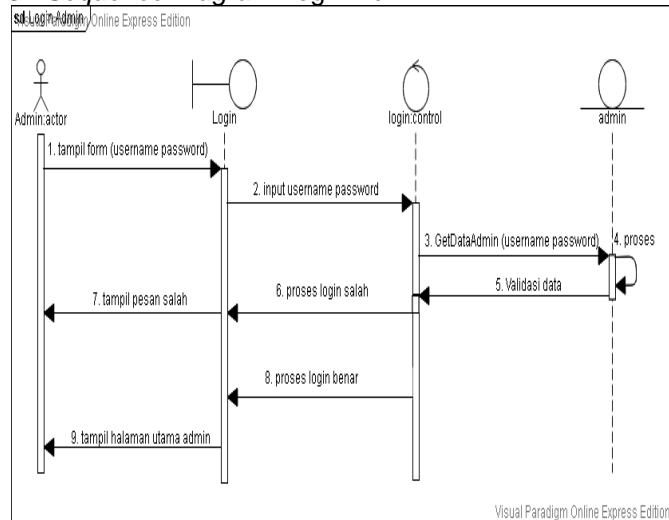 sd Login Admin
Visual Paradigm Online Express Edition
Admin:actor
Login
login:control
admin
1. tampil form (username password)
2. input username password
3. GetDataAdmin (username password)
4. proses
5. Validasi data
6. proses login salah
7. tampil pesan salah
8. proses login benar
9. tampil halaman utama admin
Visual Paradigm Online Express Edition